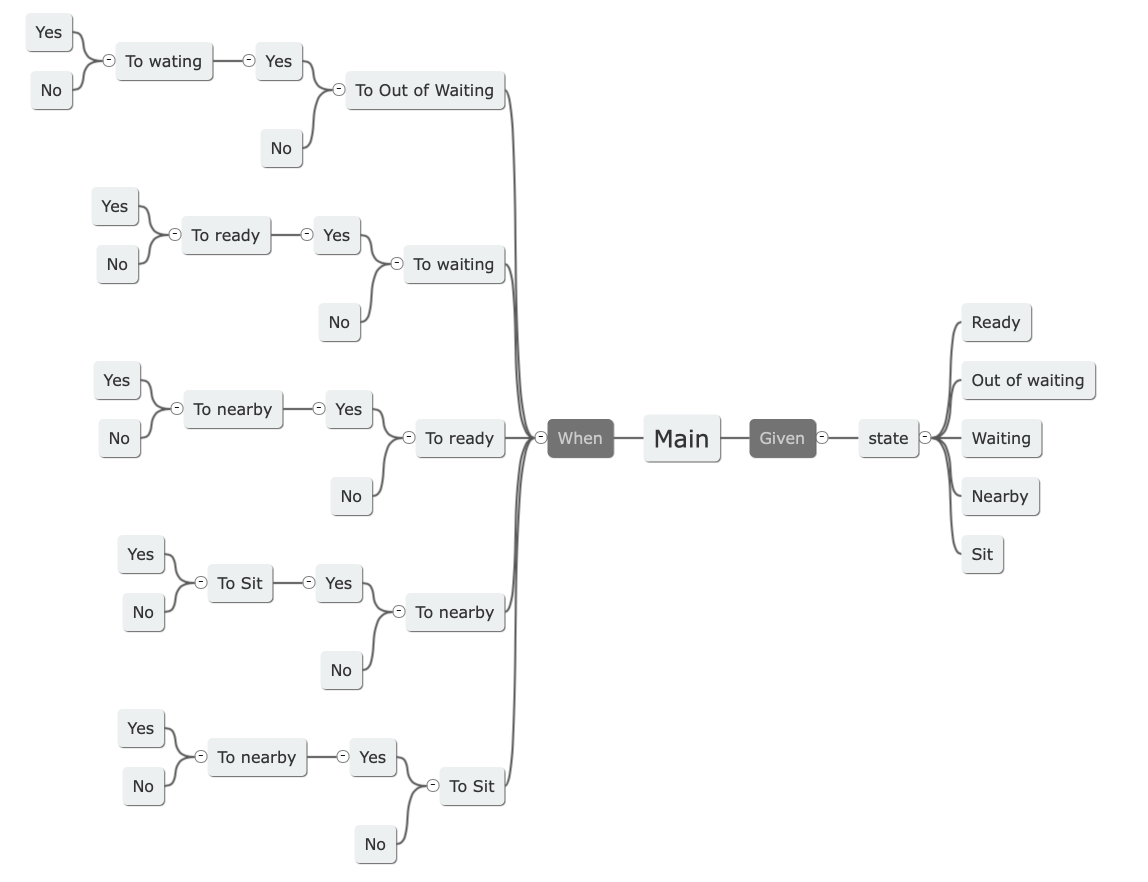 Yes
To wating
Yes
No
To Out of Waiting
No
Yes
To ready
Yes
No
To waiting
No
Yes
To nearby
Yes
No
To ready
No
Yes
To Sit
Yes
No
To nearby
No
Yes
To nearby
Yes
No
To Sit
No
When
Main
Given
state
Ready
Out of waiting
Waiting
Nearby
Sit